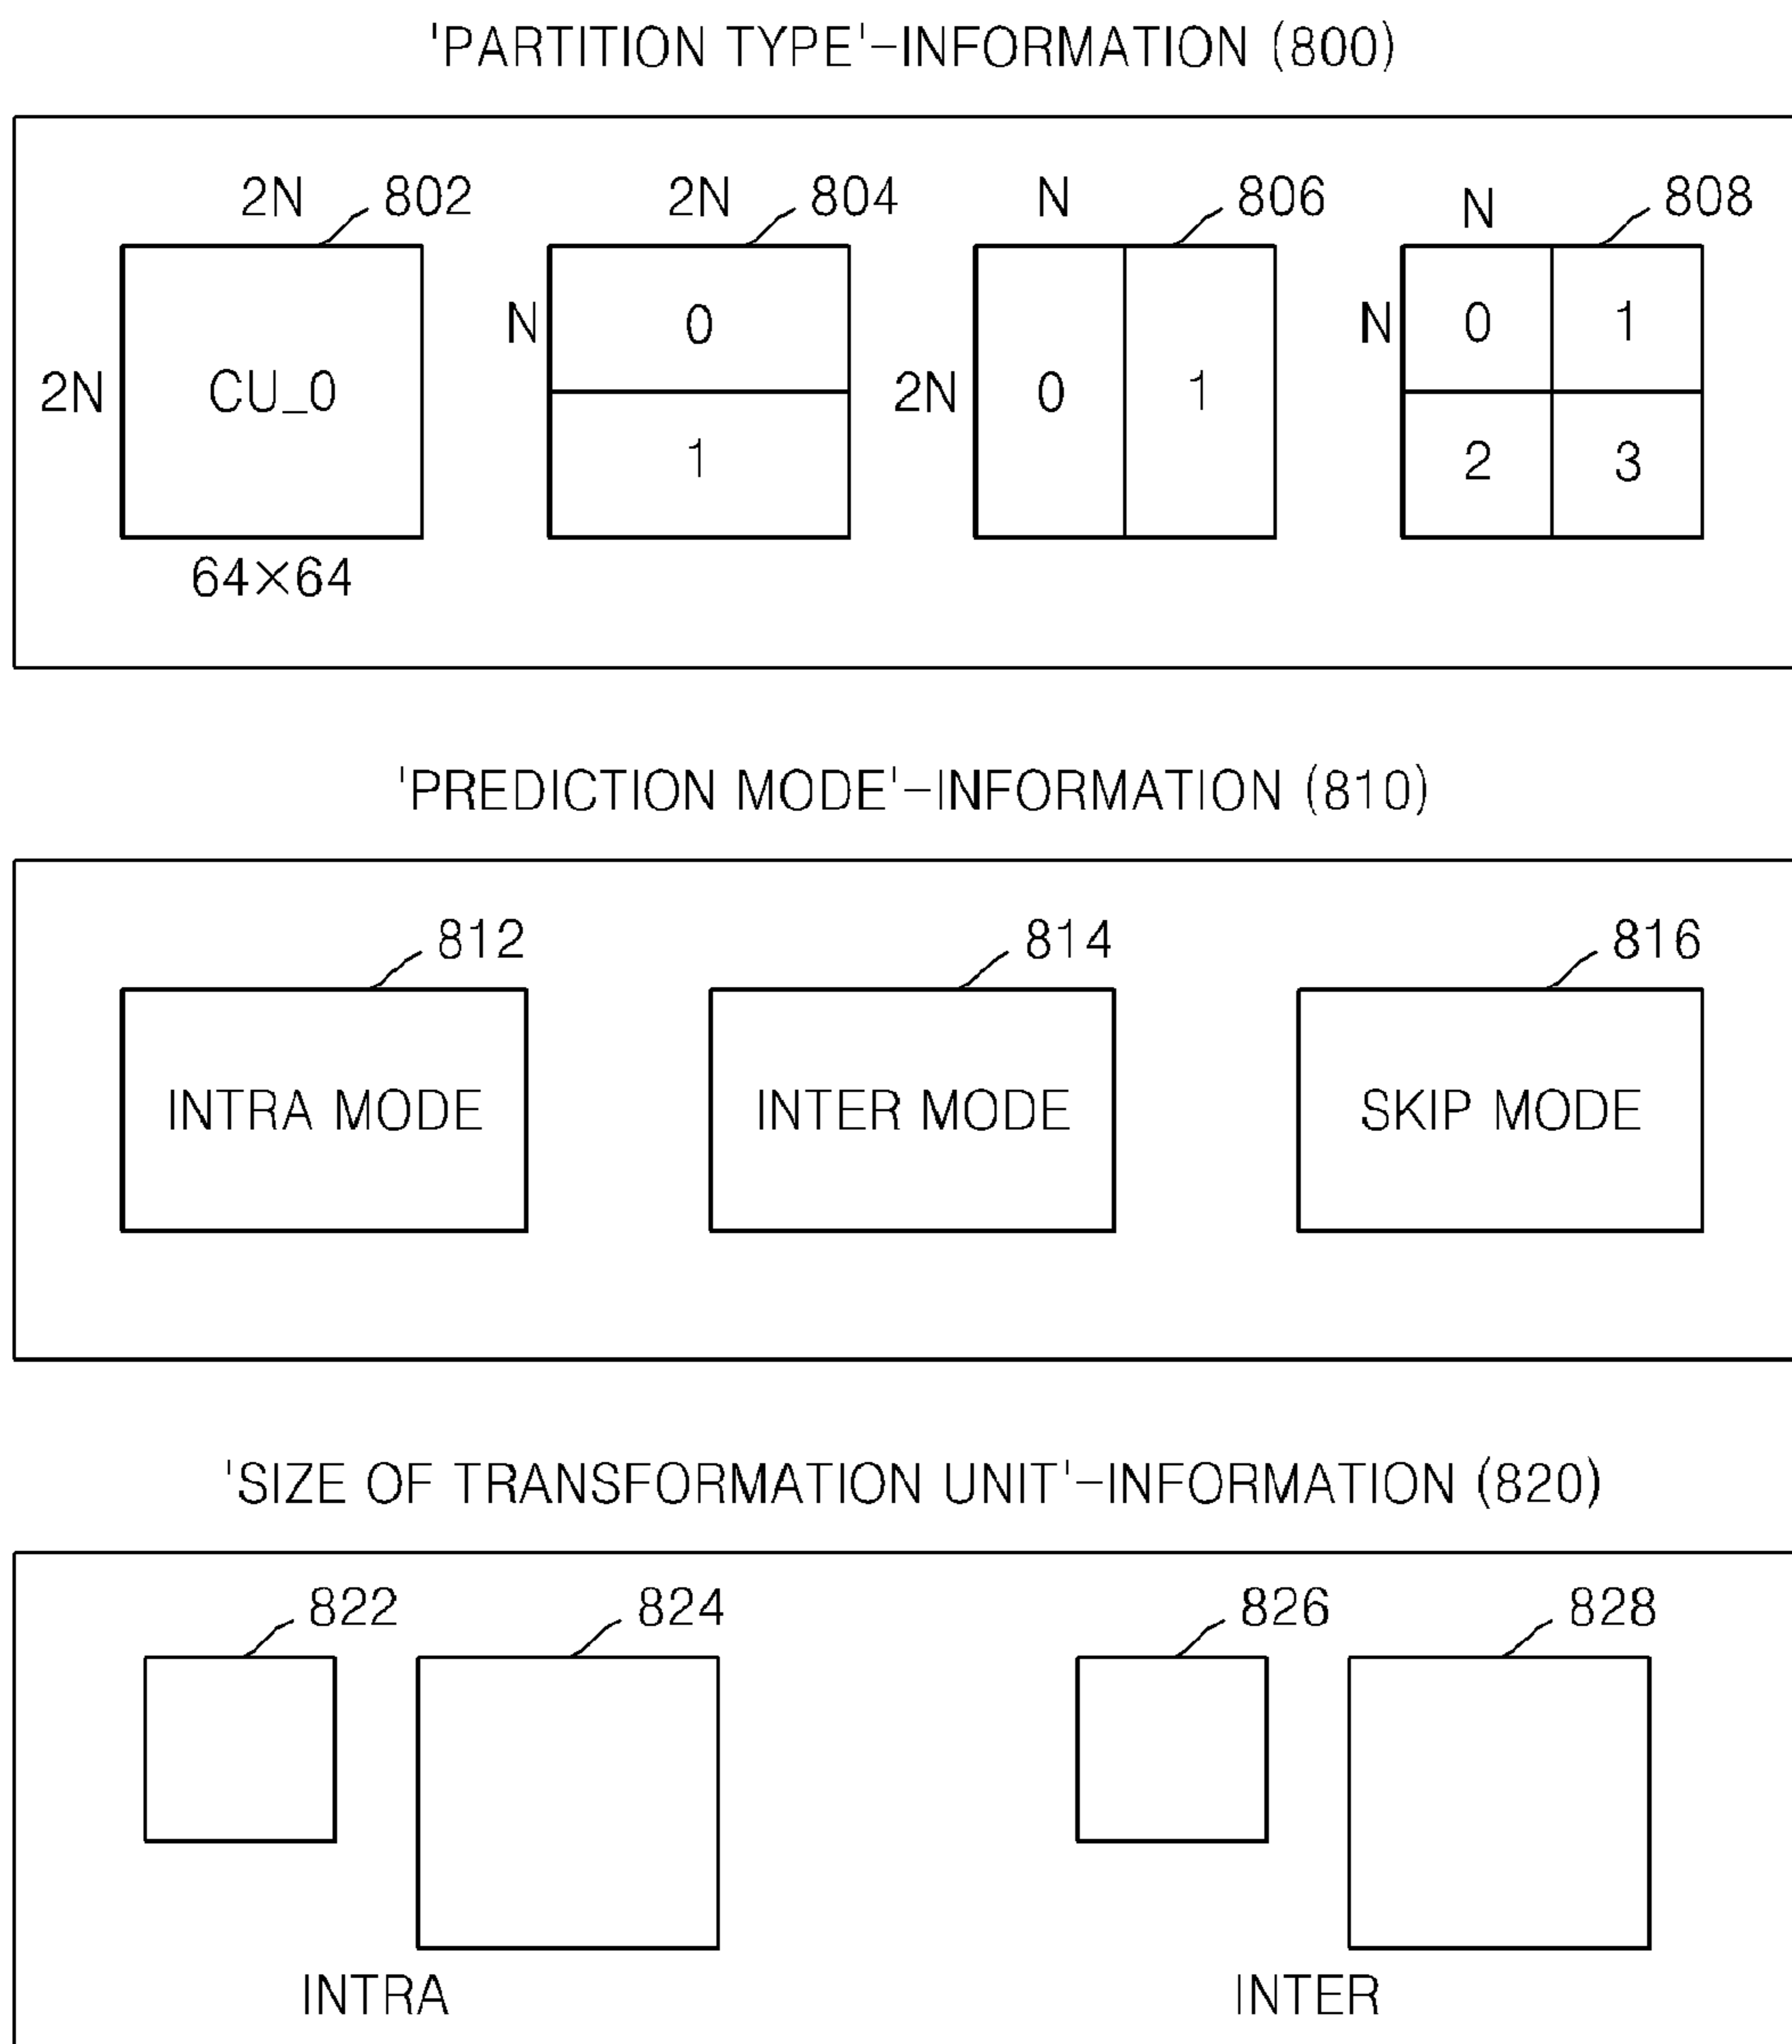 'PARTITION TYPE'-INFORMATION (800)
2N 802 2N 804 N 806 N 808
2N CU_0 N 0 1 2N 0 1 N 0 1 2 3
64×64
'PREDICTION MODE'-INFORMATION (810)
812 814 816
INTRA MODE INTER MODE SKIP MODE
'SIZE OF TRANSFORMATION UNIT'-INFORMATION (820)
822 824 826 828
INTRA INTER